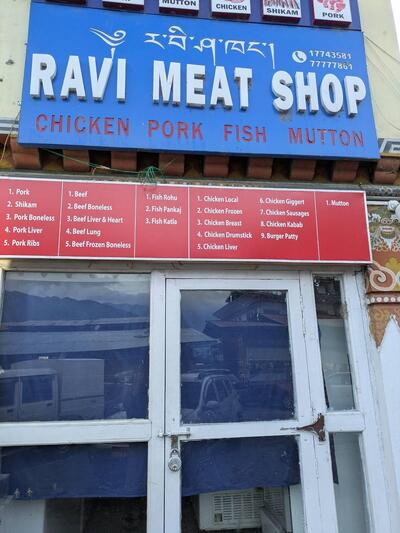 MUTTON
CHICKEN
SHIKAM
PORK
ར་བི་ཤ་ཁང་།
17743581
77777861
RAVI MEAT SHOP
CHICKEN PORK FISH MUTTON
1. Pork
2. Shikam
3. Pork Boneless
4. Pork Liver
5. Pork Ribs
1. Beef
2. Beef Boneless
3. Beef Liver & Heart
4. Beef Lung
5. Beef Frozen Boneless
1. Fish Rohu
2. Fish Pankaj
3. Fish Katla
1. Chicken Local
2. Chicken Frozen
3. Chicken Breast
4. Chicken Drumstick
5. Chicken Liver
6. Chicken Giggert
7. Chicken Sausages
8. Chicken Kabab
9. Burger Patty
1. Mutton